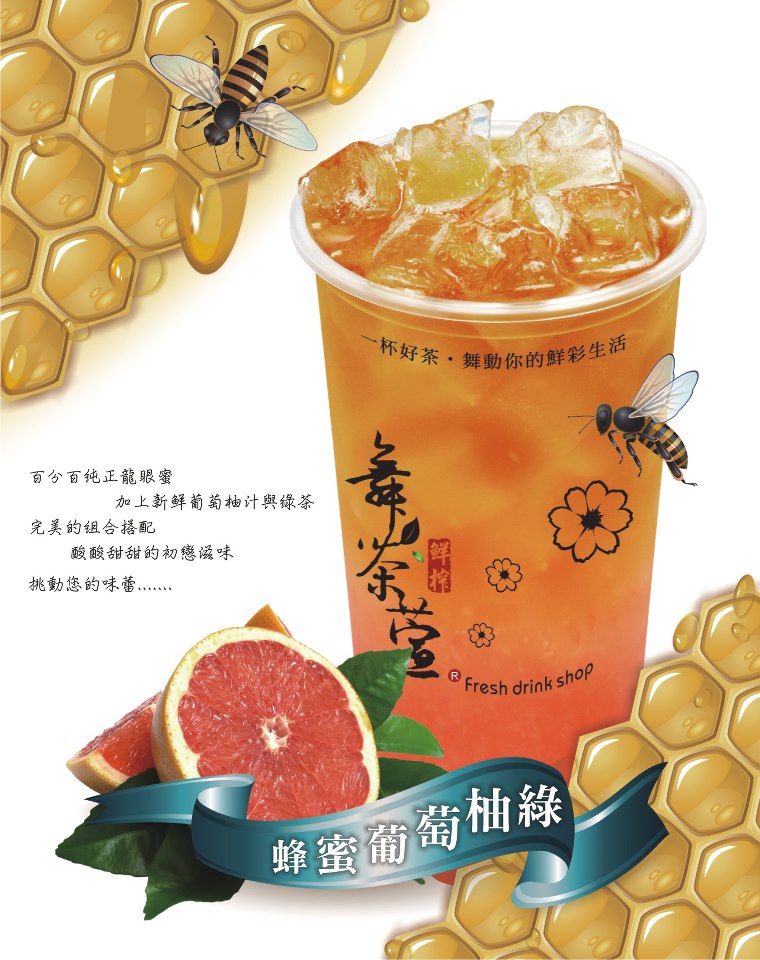 一杯好茶・舞動你的鮮彩生活
舞茶萱
鮮榨
® Fresh drink shop
百分百純正龍眼蜜
加上新鮮葡萄柚汁與綠茶
完美的組合搭配
酸酸甜甜的初戀滋味
挑動您的味蕾.......
蜂蜜葡萄柚綠